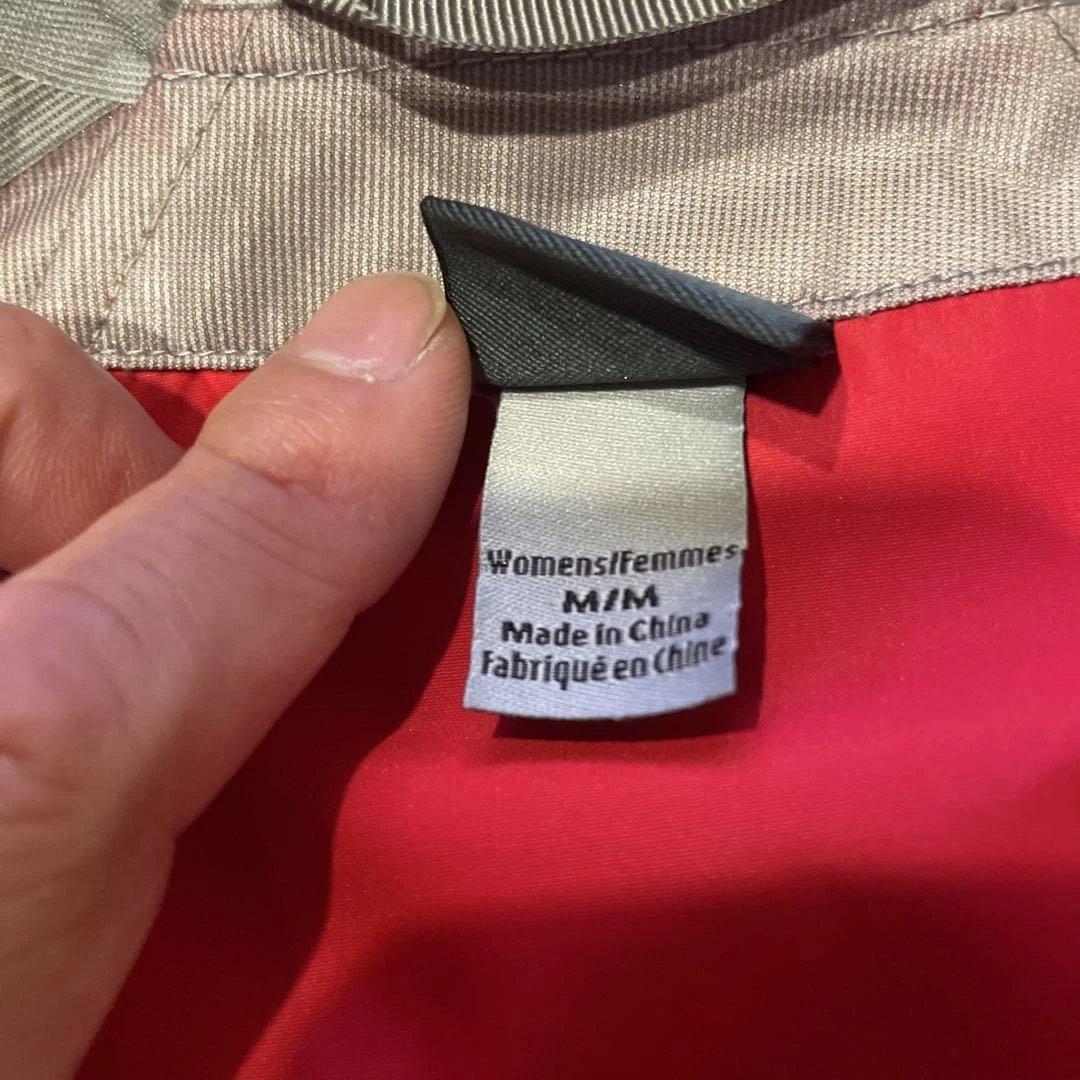 Womens/Femmes
M/M
Made in China
Fabriqué en Chine